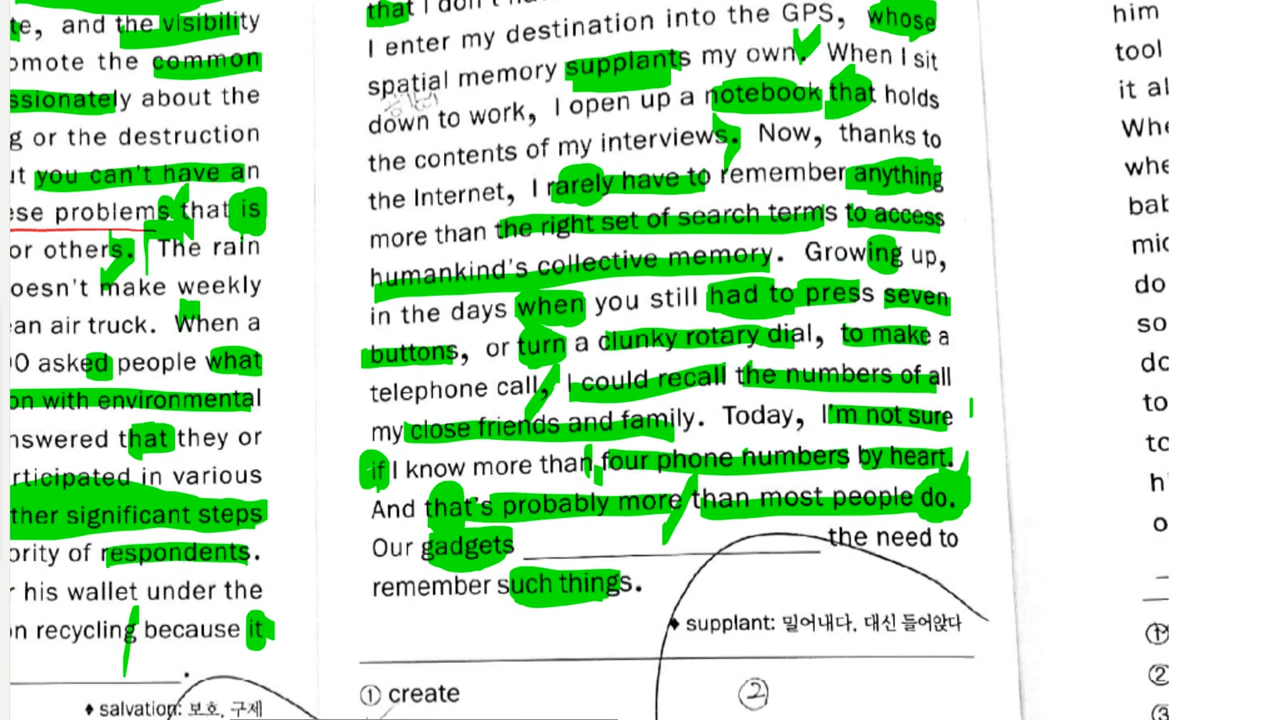 te, and the visibility
omote the common
ssionately about the
g or the destruction
ut you can't have an
ese problems that is
or others. The rain
oesn't make weekly
an air truck. When a
00 asked people what
on with environmental
nswered that they or
rticipated in various
ther significant steps
ority of respondents.
r his wallet under the
n recycling because it
.
♦ salvation: 보호, 구제
that I don't
I enter my destination into the GPS, whose
spatial memory supplants my own. When I sit
down to work, I open up a notebook that holds
the contents of my interviews. Now, thanks to
the Internet, I rarely have to remember anything
more than the right set of search terms to access
humankind's collective memory. Growing up,
in the days when you still had to press seven
buttons, or turn a clunky rotary dial, to make a
telephone call, I could recall the numbers of all
my close friends and family. Today, I'm not sure
if I know more than four phone numbers by heart.
And that's probably more than most people do.
Our gadgets ____________________ the need to
remember such things.
♦ supplant: 밀어내다, 대신 들어앉다
① create
②
him
tool
it al
Whe
whe
bab
mic
do
so
do
to
to
h
o
①
②
③